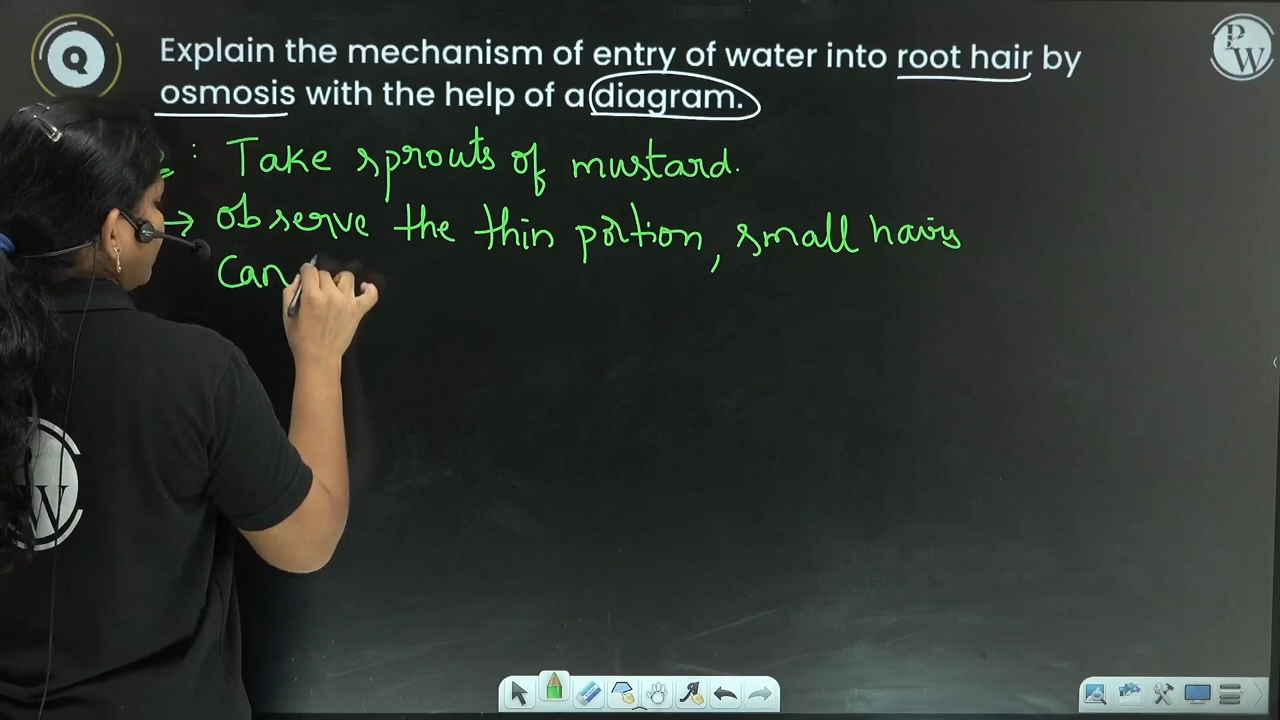 Q
Explain the mechanism of entry of water into root hair by
osmosis with the help of a diagram.
PW
: Take sprouts of mustard.
→ Observe the thin portion, small hairs
Can
W